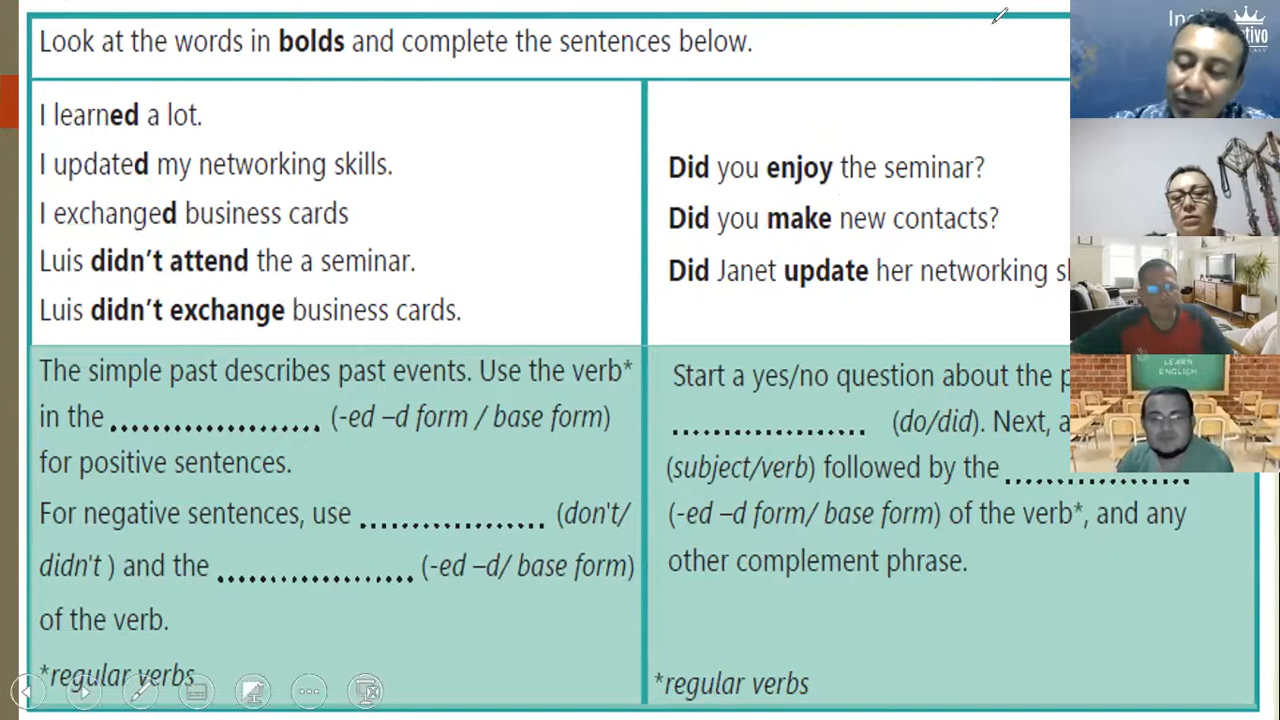 Look at the words in bolds and complete the sentences below.
I learned a lot.
I updated my networking skills.
I exchanged business cards
Luis didn't attend the a seminar.
Luis didn't exchange business cards.
Did you enjoy the seminar?
Did you make new contacts?
Did Janet update her networking
The simple past describes past events. Use the verb*
in the .................... (-ed –d form / base form)
for positive sentences.
For negative sentences, use .................. (don't/
didn't ) and the ................... (-ed –d/ base form)
of the verb.
*regular verbs
Start a yes/no question about the
.................. (do/did). Next,
(subject/verb) followed by the .................
(-ed –d form/ base form) of the verb*, and any
other complement phrase.
*regular verbs
LEARN
ENGLISH